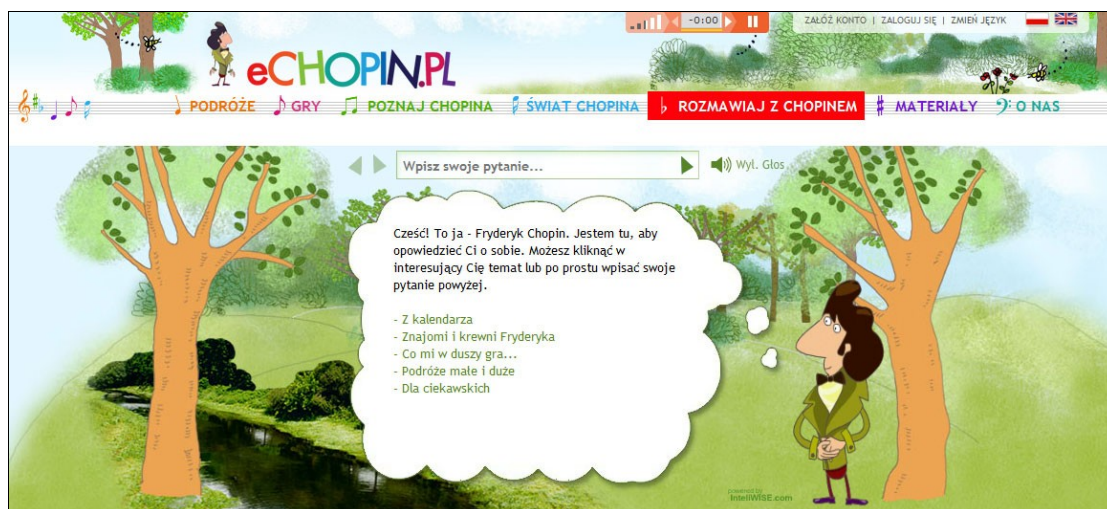 -0:00
ZAŁÓŻ KONTO | ZALOGUJ SIĘ | ZMIEŃ JĘZYK
eCHOPIN.PL
PODRÓŻE GRY POZNAJ CHOPINA ŚWIAT CHOPINA ROZMAWIAJ Z CHOPINEM MATERIAŁY O NAS
Wpisz swoje pytanie...
Wył. Głos
Cześć! To ja - Fryderyk Chopin. Jestem tu, aby
opowiedzieć Ci o sobie. Możesz kliknąć w
interesujący Cię temat lub po prostu wpisać swoje
pytanie powyżej.
- Z kalendarza
- Znajomi i krewni Fryderyka
- Co mi w duszy gra...
- Podróże małe i duże
- Dla ciekawskich
powered by
InteliWISE.com